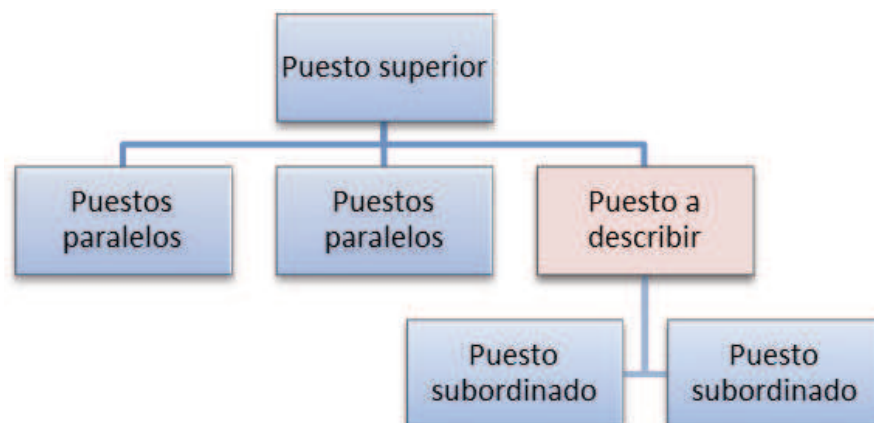 Puesto superior
Puestos
paralelos
Puestos
paralelos
Puesto a
describir
Puesto
subordinado
Puesto
subordinado